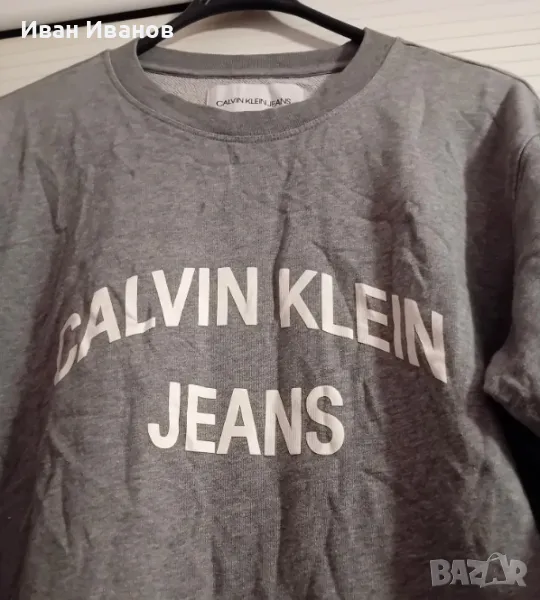 Иван Иванов
CALVIN KLEIN JEANS
CALVIN KLEIN
JEANS
BAZAR